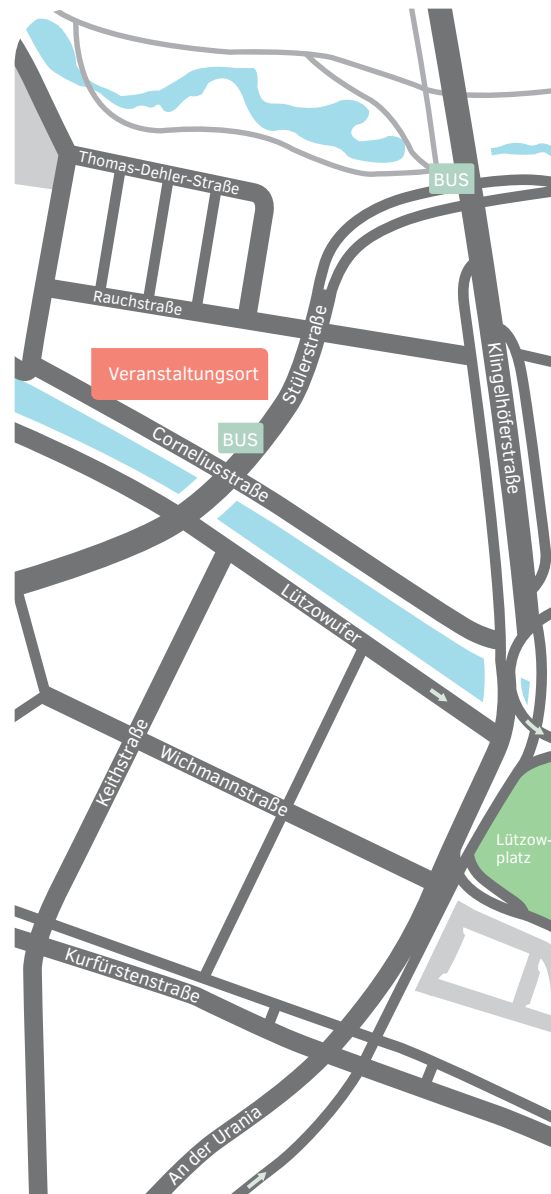 Thomas-Dehler-Straße
BUS
Rauchstraße
Stülerstraße
Klingelhöferstraße
Veranstaltungsort
BUS
Corneliusstraße
Lützowufer
Keithstraße
Wichmannstraße
Lützow-
platz
Kurfürstenstraße
An der Urania